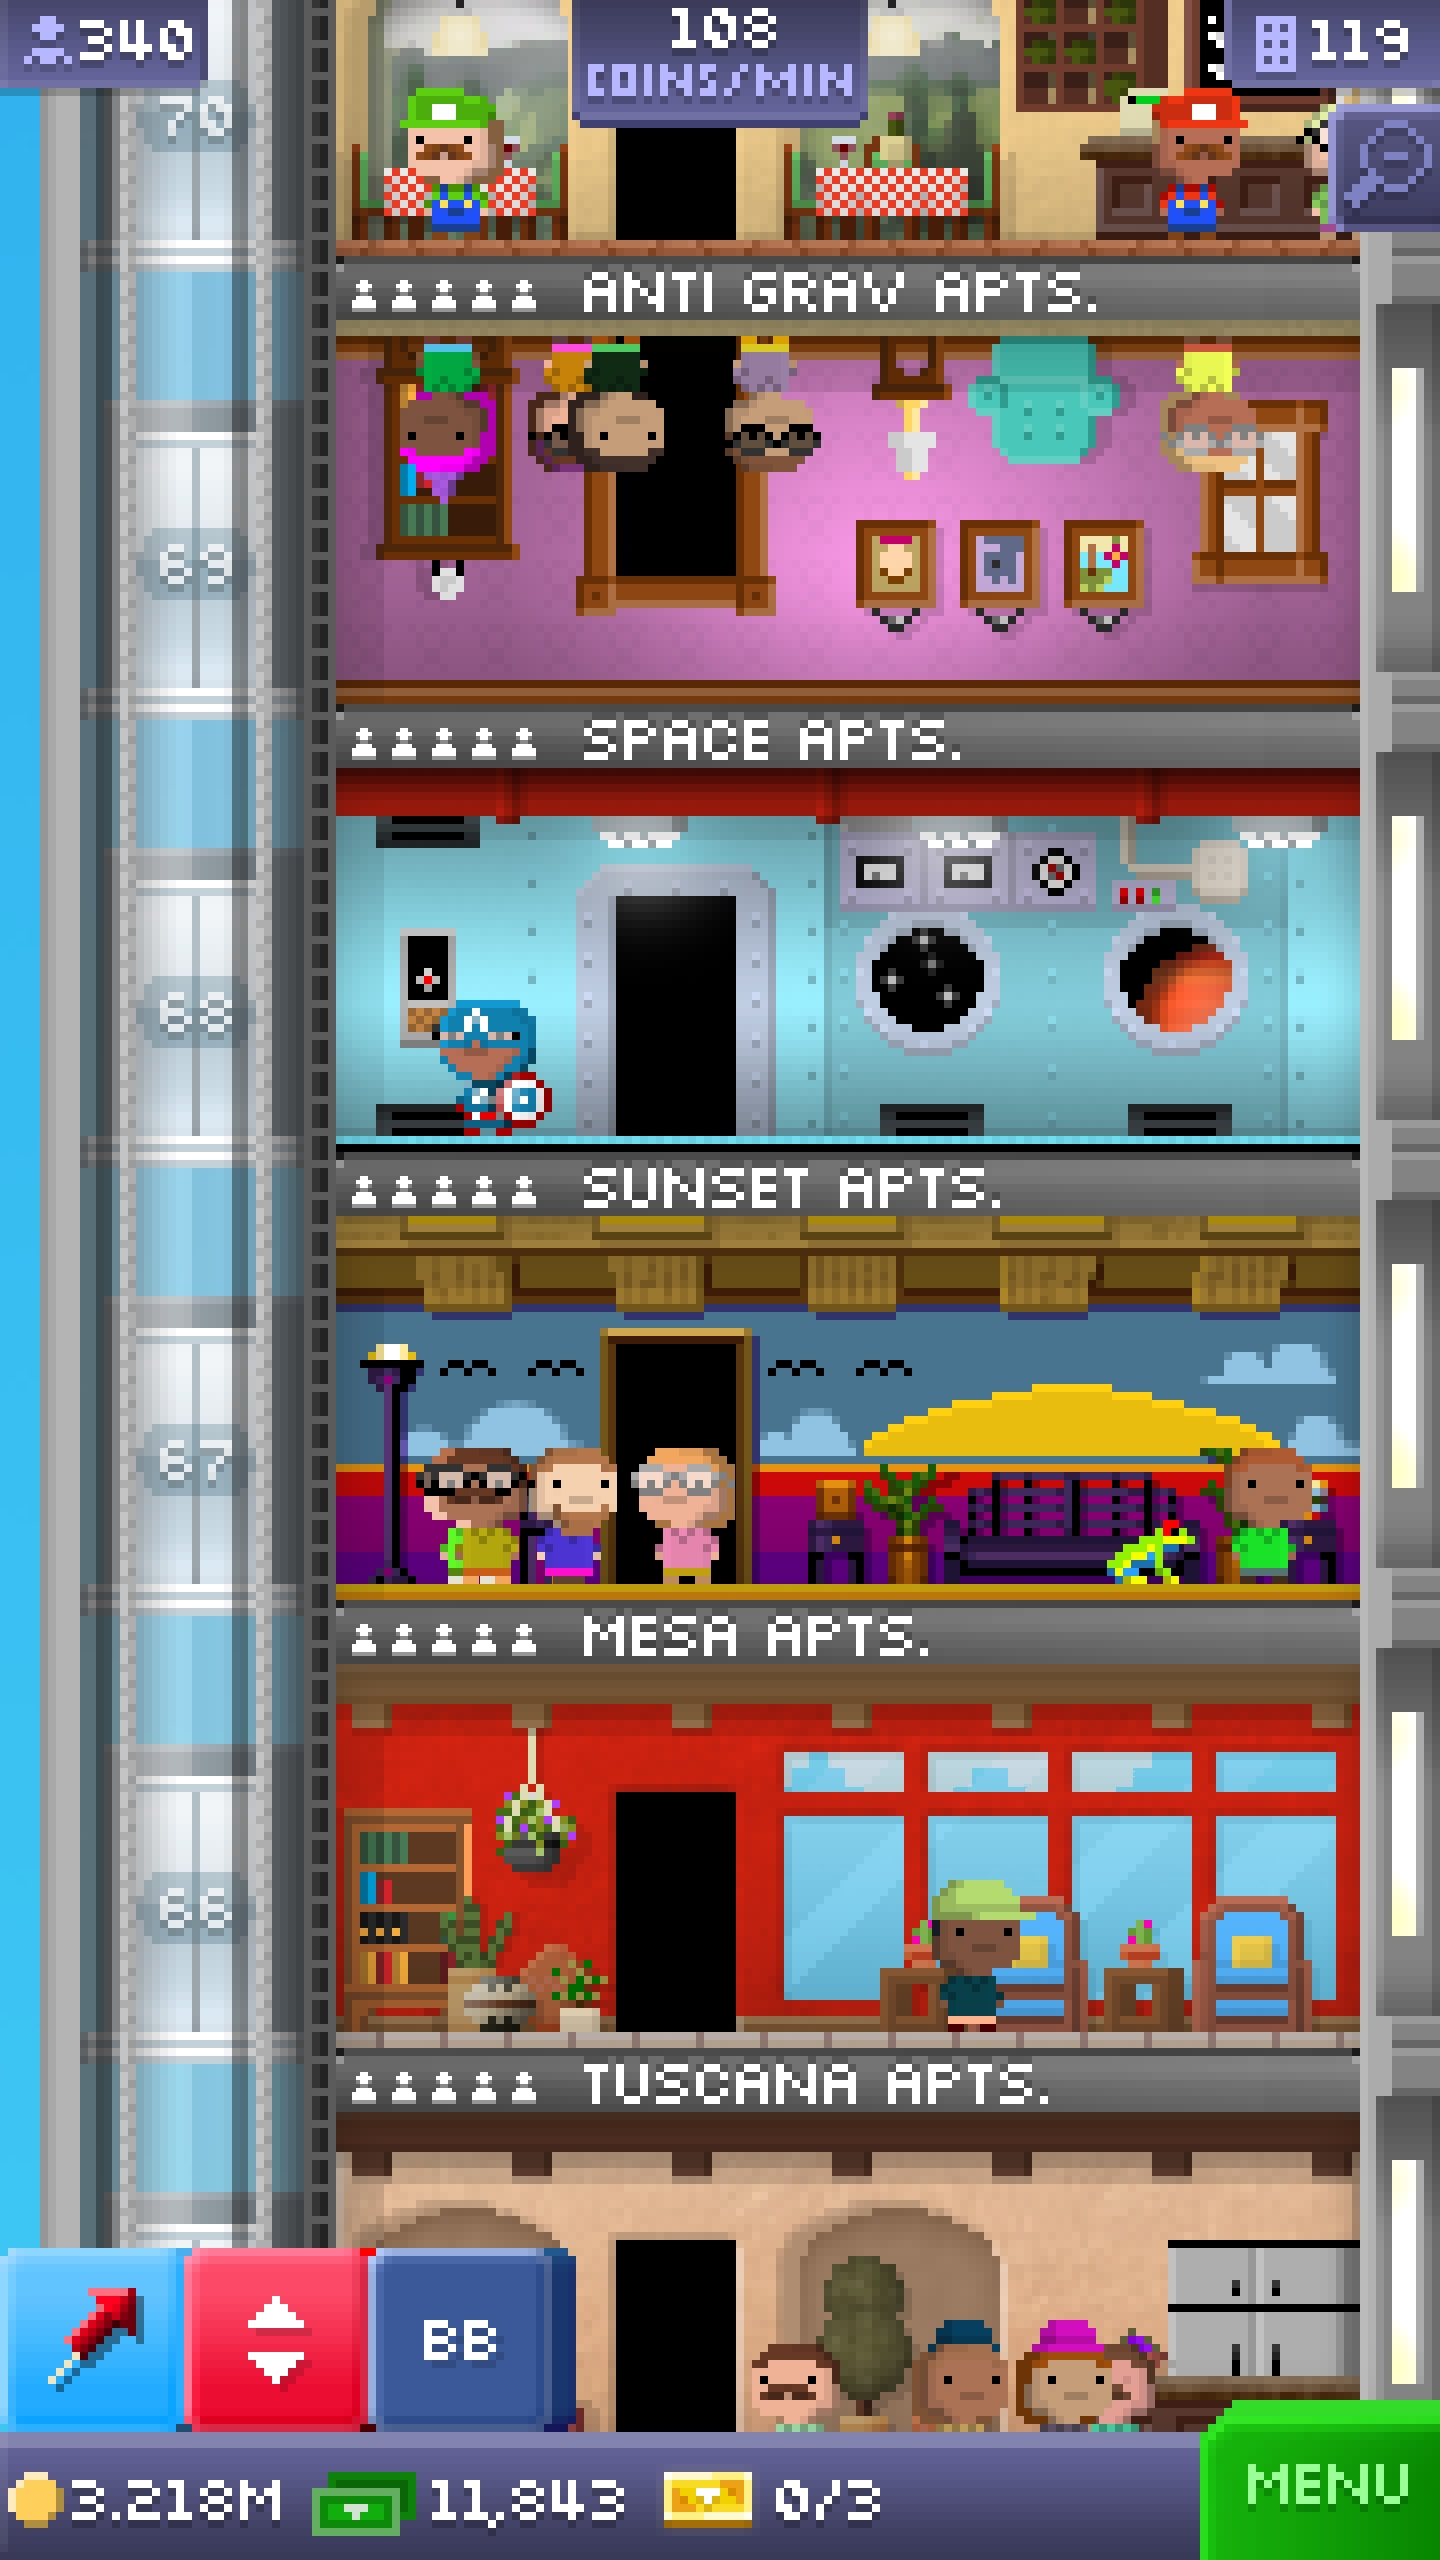 340
108
COINS/MIN
119
70
ANTI GRAV APTS.
69
SPACE APTS.
68
SUNSET APTS.
67
MESA APTS.
66
TUSCANA APTS.
BB
3.218M
11,843
0/3
MENU